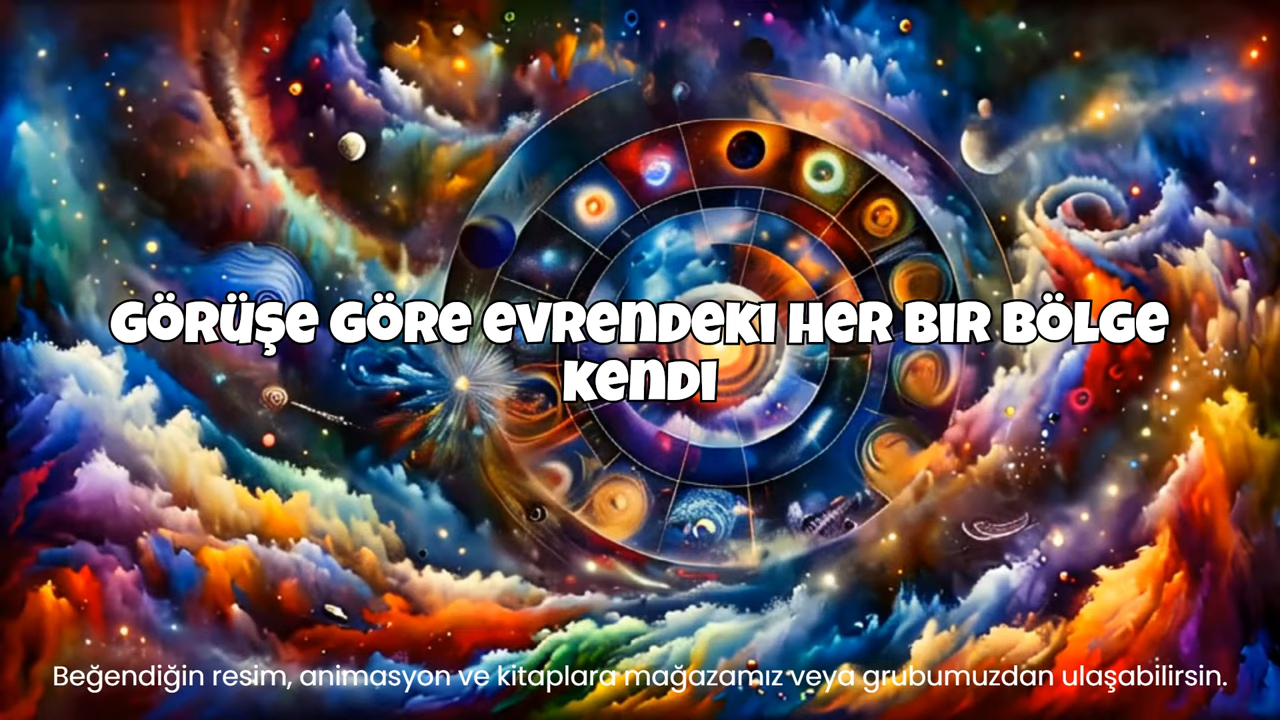 GÖRÜŞE GÖRE EVRENDEKI HER BIR BÖLGE
KENDI
Beğendiğin resim, animasyon ve kitaplara mağazamız veya grubumuzdan ulaşabilirsin.